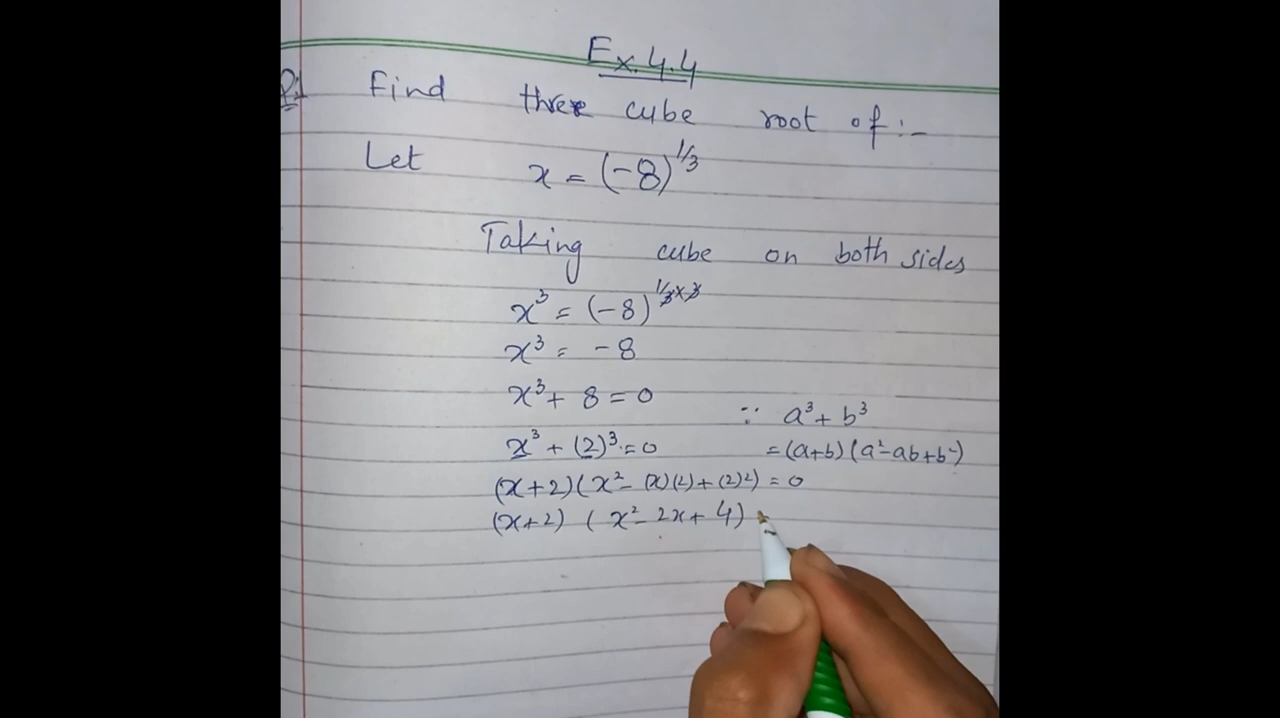 Ex.4.4
Q.1 Find three cube root of:-
Let x = (-8)^1/3
Taking cube on both sides
x³ = (-8)^1/3×3
x³ = -8
x³ + 8 = 0
∵ a³ + b³
x³ + (2)³ = 0
= (a+b)(a²-ab+b²)
(x+2)(x²-(x)(2)+(2)²) = 0
(x+2) (x²-2x+4)